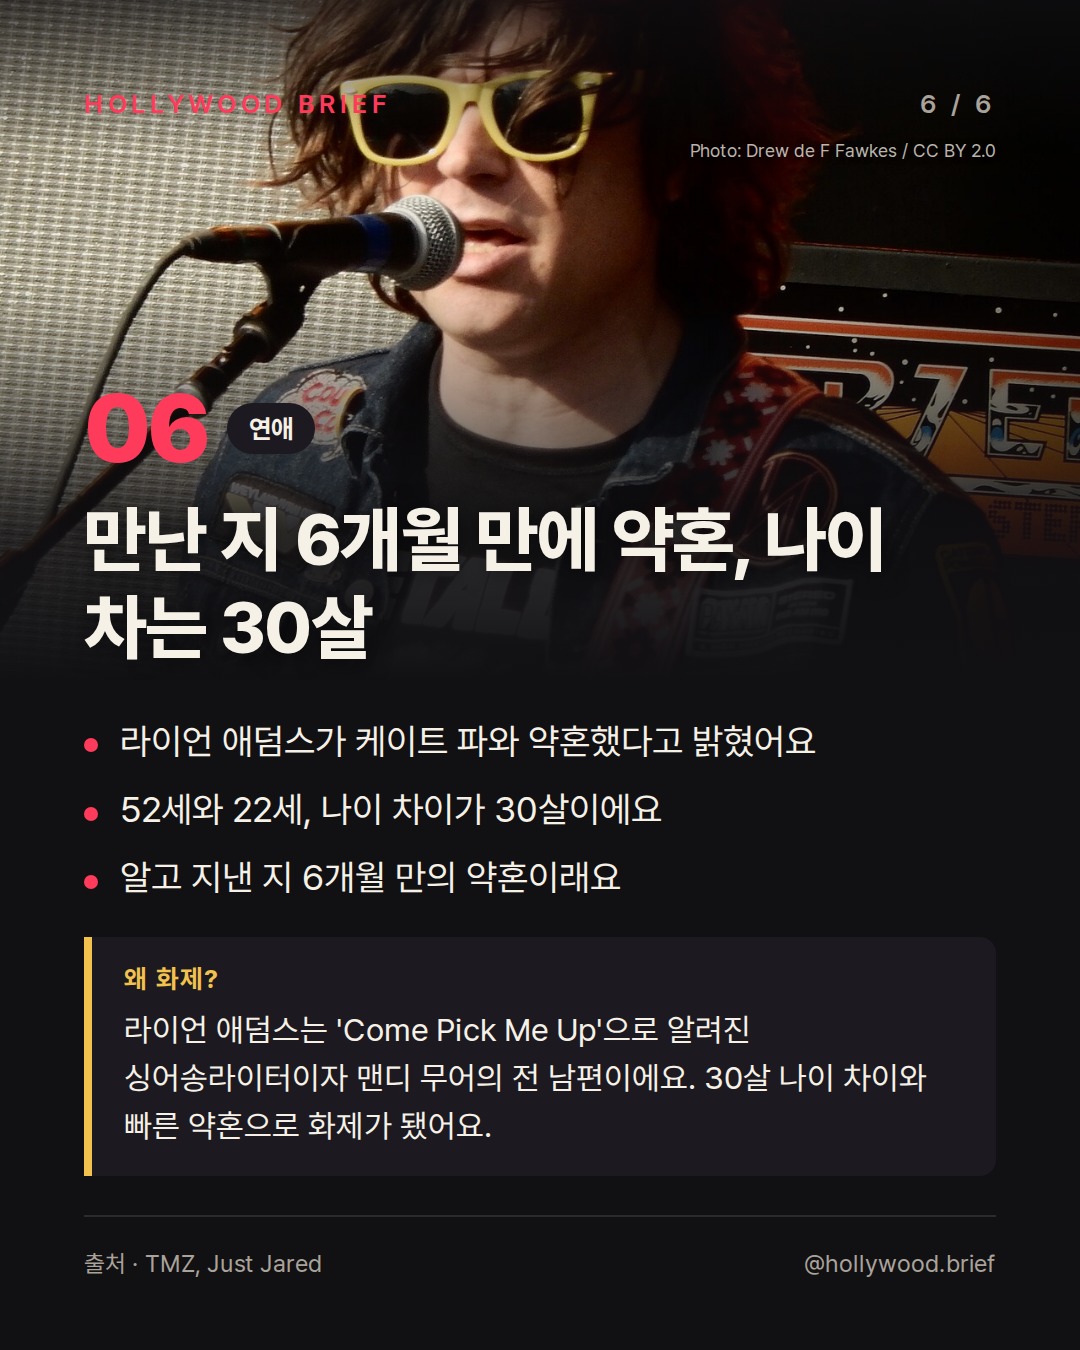 HOLLYWOOD BRIEF
6 / 6
Photo: Drew de F Fawkes / CC BY 2.0
06
연애
만난 지 6개월 만에 약혼, 나이
차는 30살
라이언 애덤스가 케이트 파와 약혼했다고 밝혔어요
52세와 22세, 나이 차이가 30살이에요
알고 지낸 지 6개월 만의 약혼이래요
왜 화제?
라이언 애덤스는 'Come Pick Me Up'으로 알려진
싱어송라이터이자 맨디 무어의 전 남편이에요. 30살 나이 차이와
빠른 약혼으로 화제가 됐어요.
출처 · TMZ, Just Jared
@hollywood.brief